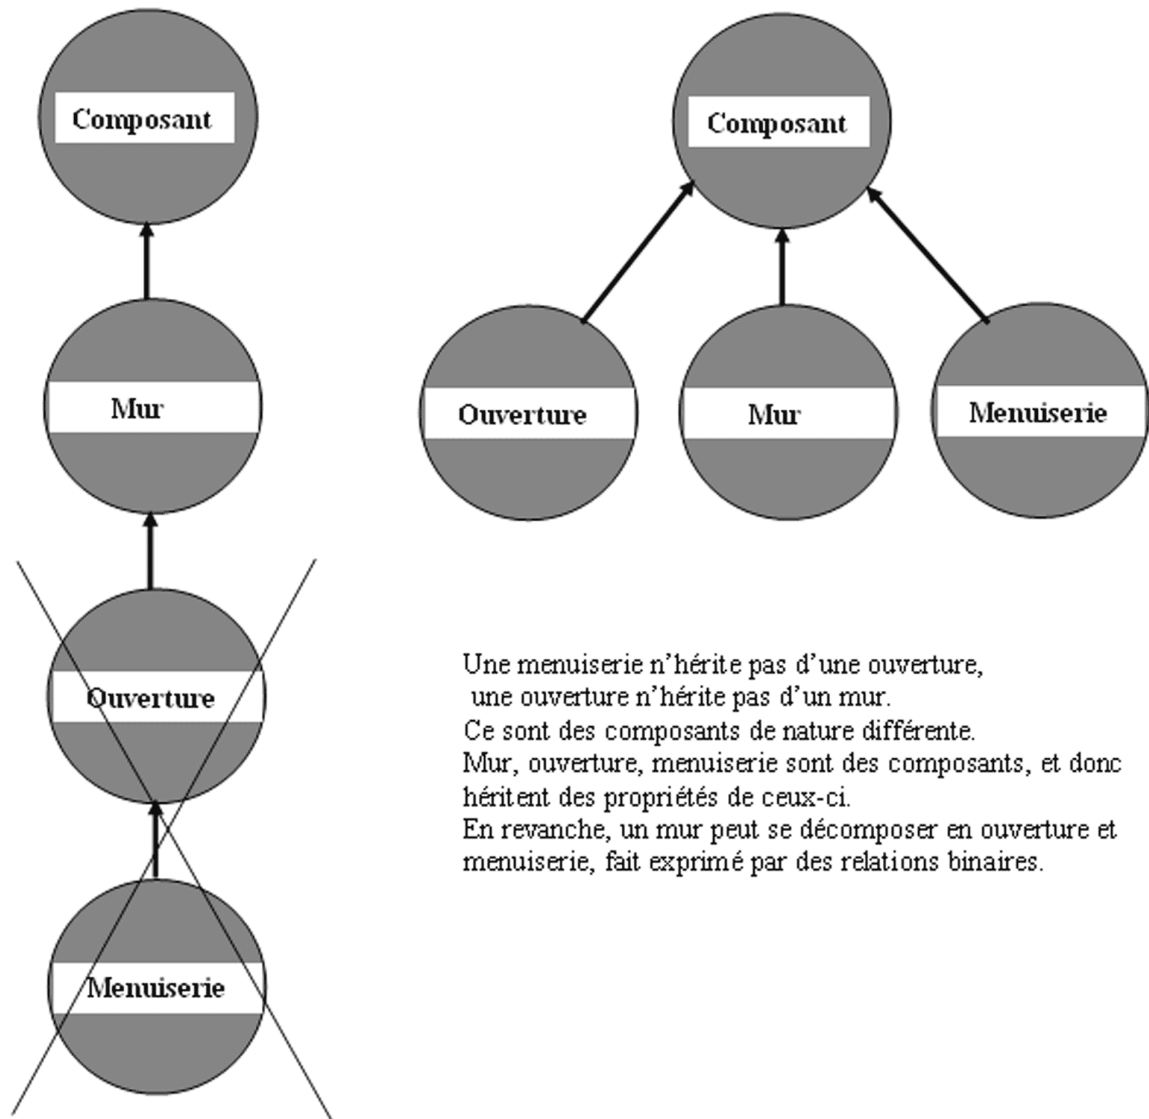 Composant
Mur
Ouverture
Menuiserie
Composant
Ouverture
Mur
Menuiserie
Une menuiserie n’hérite pas d’une ouverture,
une ouverture n’hérite pas d’un mur.
Ce sont des composants de nature différente.
Mur, ouverture, menuiserie sont des composants, et donc
héritent des propriétés de ceux-ci.
En revanche, un mur peut se décomposer en ouverture et
menuiserie, fait exprimé par des relations binaires.